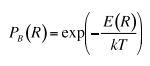 P_B(R) = exp(−E(R)/kT)